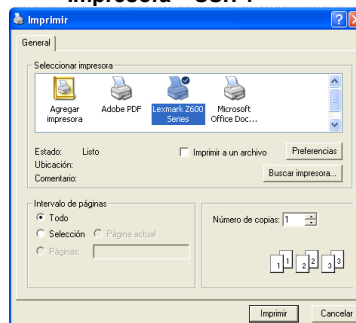 Imprimir
General
Seleccionar impresora
Agregar impresora
Adobe PDF
Lexmark Z600 Series
Microsoft Office Doc...
Estado: Listo
Ubicación:
Comentario:
Imprimir a un archivo
Preferencias
Buscar impresora...
Intervalo de páginas
Todo
Selección Página actual
Páginas:
Número de copias: 1
1 1 2 2 3 3
Imprimir Cancelar